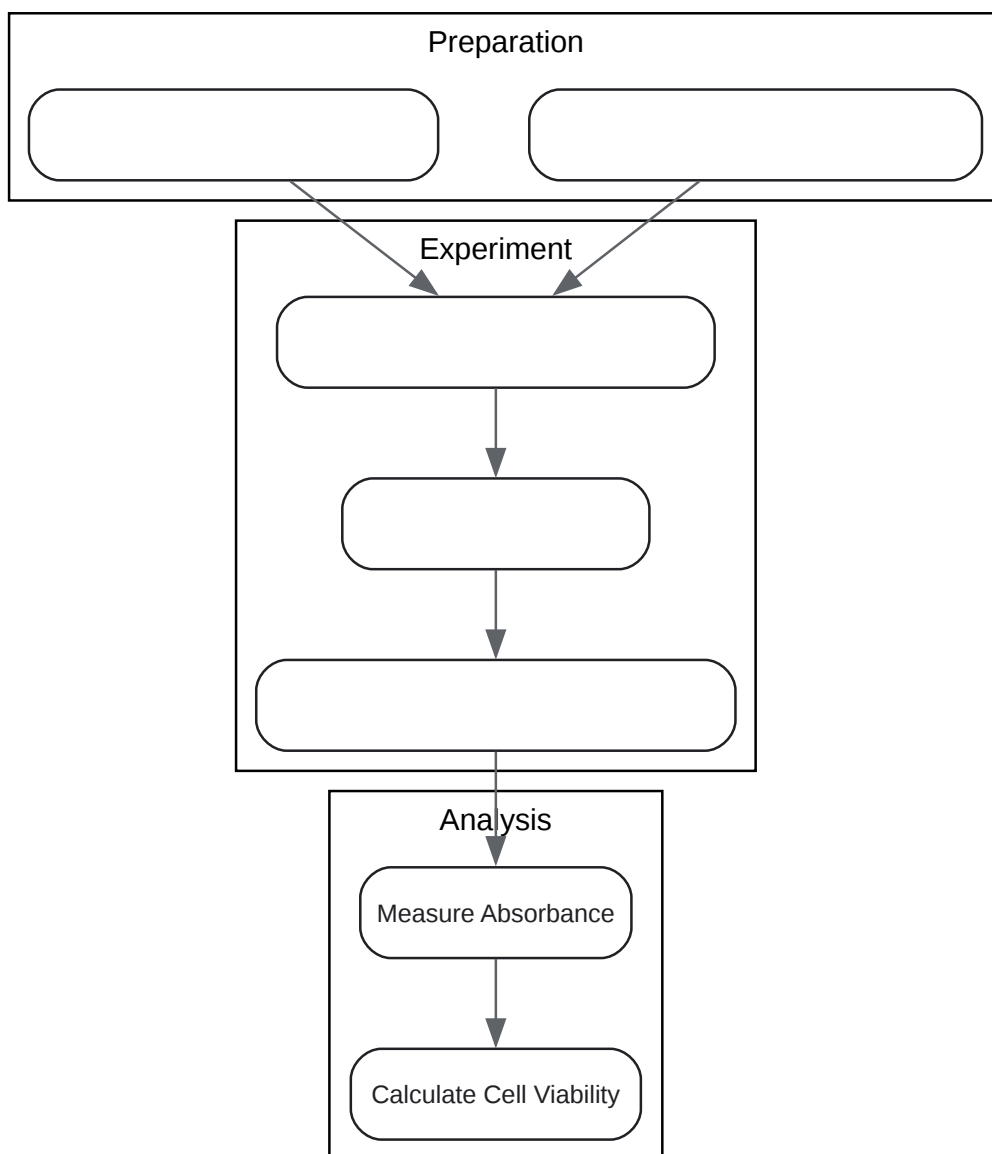 Preparation
Experiment
Analysis
Measure Absorbance
Calculate Cell Viability